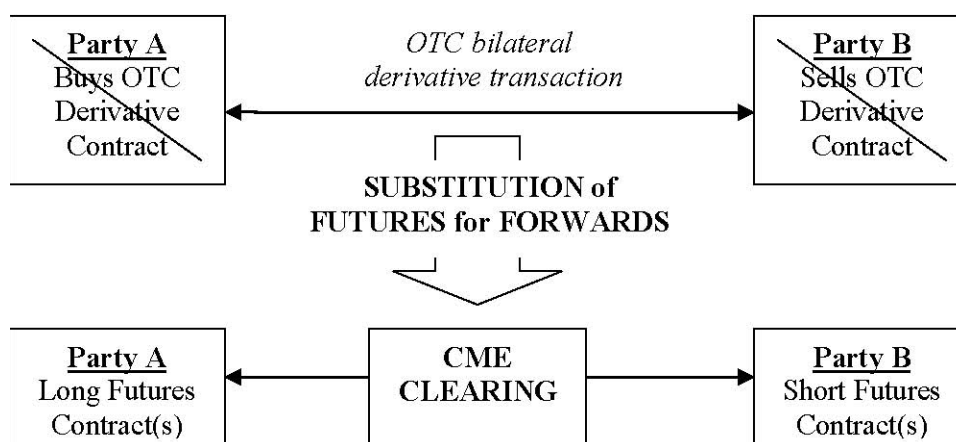 Party A
Buys OTC
Derivative
Contract
OTC bilateral
derivative transaction
Party B
Sells OTC
Derivative
Contract
SUBSTITUTION of
FUTURES for FORWARDS
Party A
Long Futures
Contract(s)
CME
CLEARING
Party B
Short Futures
Contract(s)